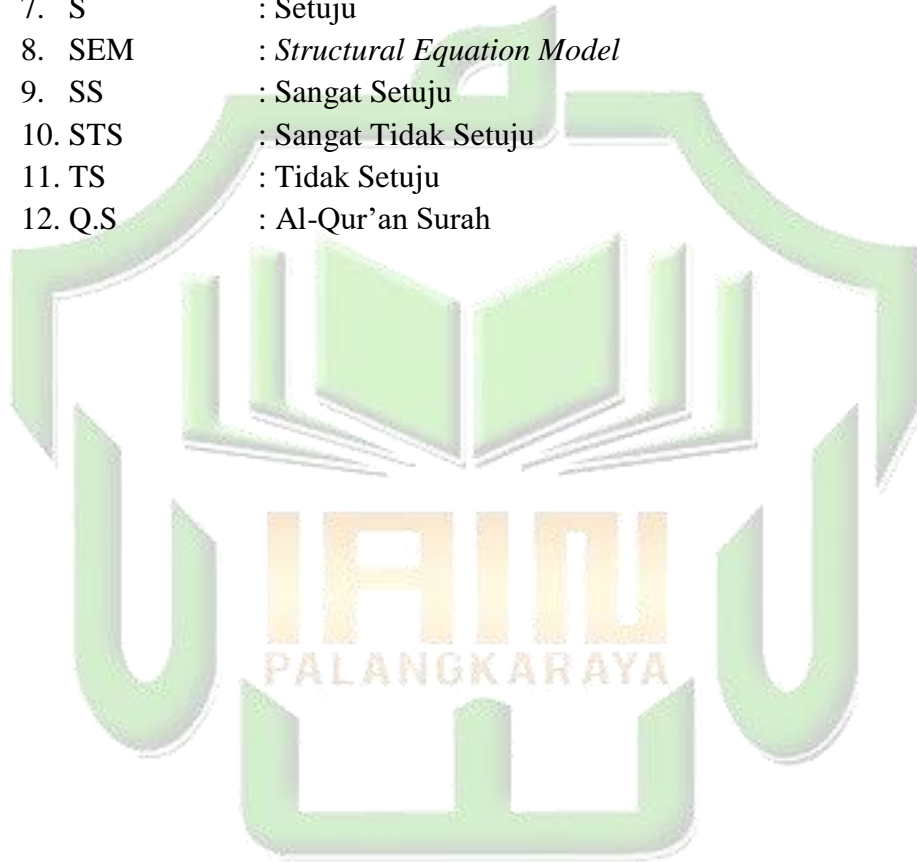 7. S : Setuju
8. SEM : Structural Equation Model
9. SS : Sangat Setuju
10. STS : Sangat Tidak Setuju
11. TS : Tidak Setuju
12. Q.S : Al-Qur’an Surah
IAIN
PALANGKARAYA